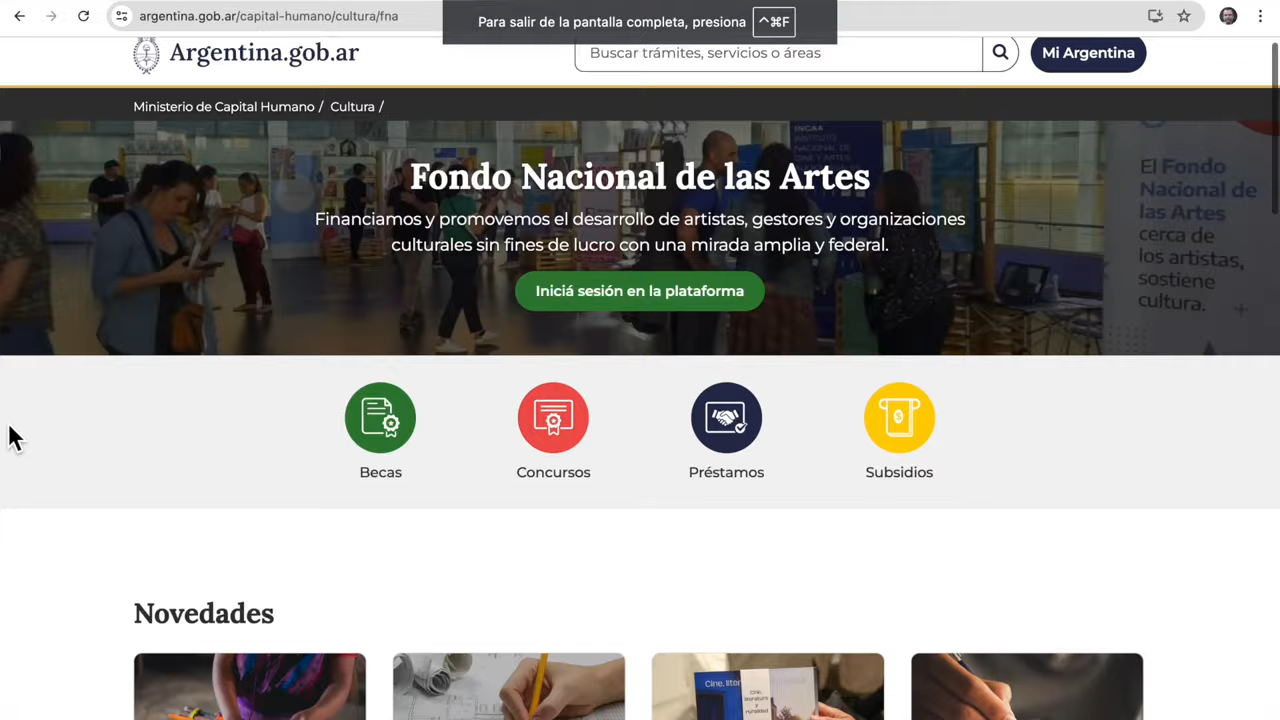 argentina.gob.ar/capital-humano/cultura/fna
Para salir de la pantalla completa, presiona ^⌘F
Argentina.gob.ar
Buscar trámites, servicios o áreas
Mi Argentina
Ministerio de Capital Humano / Cultura /
INCAA
Fondo Nacional de las Artes
Financiamos y promovemos el desarrollo de artistas, gestores y organizaciones
culturales sin fines de lucro con una mirada amplia y federal.
Iniciá sesión en la plataforma
El Fondo
Nacional de
las Artes
cerca de
los artistas,
sostiene
cultura.
Becas
Concursos
Préstamos
Subsidios
Novedades